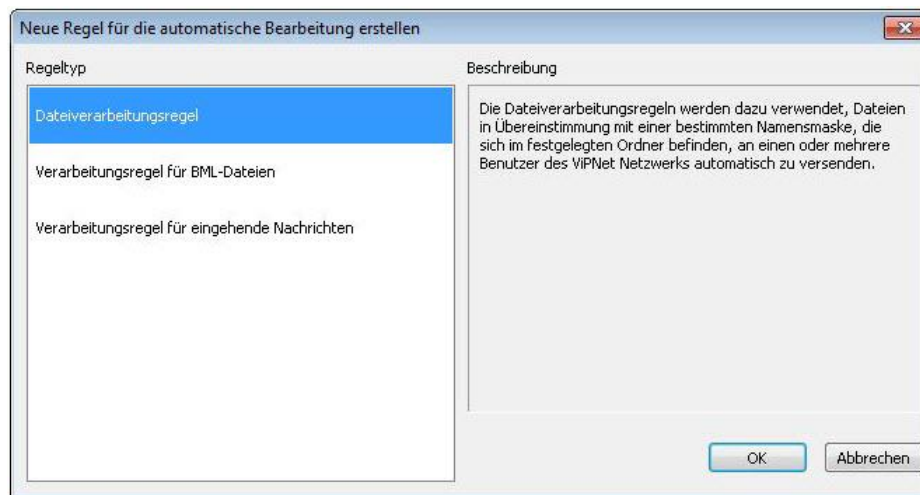 Neue Regel für die automatische Bearbeitung erstellen
Regeltyp
Dateiverarbeitungsregel
Verarbeitungsregel für BML-Dateien
Verarbeitungsregel für eingehende Nachrichten
Beschreibung
Die Dateiverarbeitungsregeln werden dazu verwendet, Dateien
in Übereinstimmung mit einer bestimmten Namensmaske, die
sich im festgelegten Ordner befinden, an einen oder mehrere
Benutzer des ViPNet Netzwerks automatisch zu versenden.
OK
Abbrechen